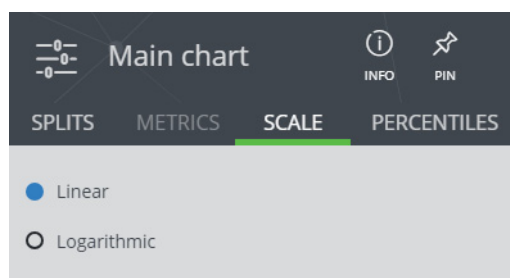 Main chart
INFO PIN
SPLITS METRICS SCALE PERCENTILES
Linear
Logarithmic